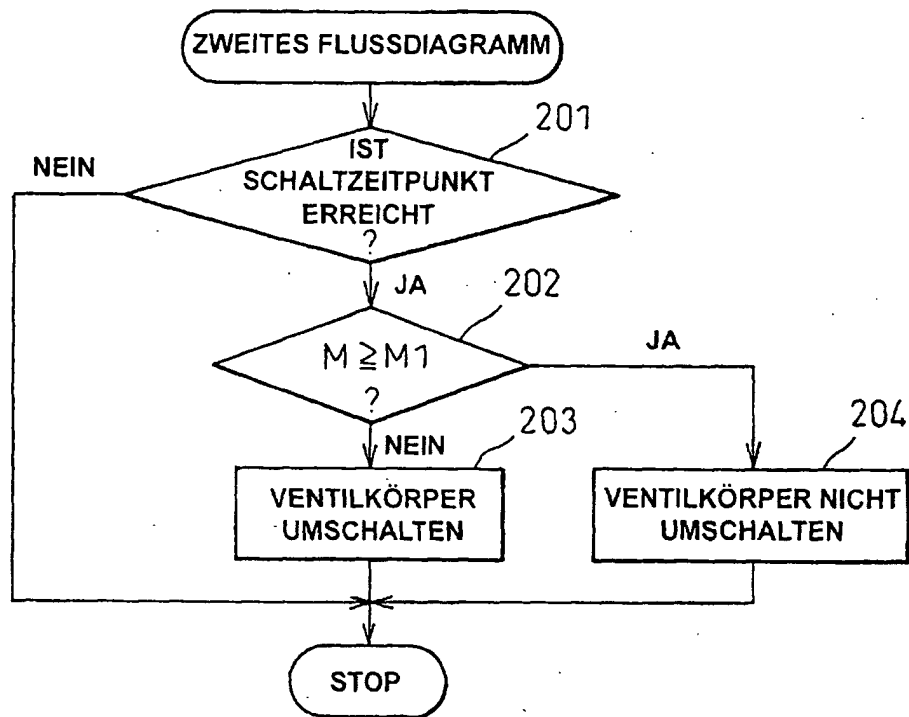 ZWEITES FLUSSDIAGRAMM
201
NEIN
IST
SCHALTZEITPUNKT
ERREICHT
?
JA
202
M ≧ M1
?
JA
NEIN
203
204
VENTILKÖRPER
UMSCHALTEN
VENTILKÖRPER NICHT
UMSCHALTEN
STOP